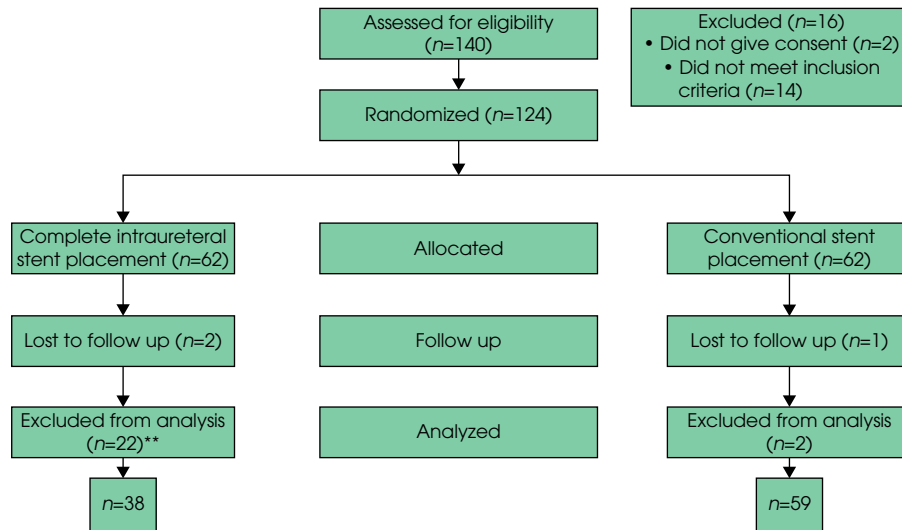 Assessed for eligibility
(n=140)
Excluded (n=16)
• Did not give consent (n=2)
• Did not meet inclusion
criteria (n=14)
Randomized (n=124)
Complete intraureteral
stent placement (n=62)
Allocated
Conventional stent
placement (n=62)
Lost to follow up (n=2)
Follow up
Lost to follow up (n=1)
Excluded from analysis
(n=22)**
Analyzed
Excluded from analysis
(n=2)
n=38
n=59